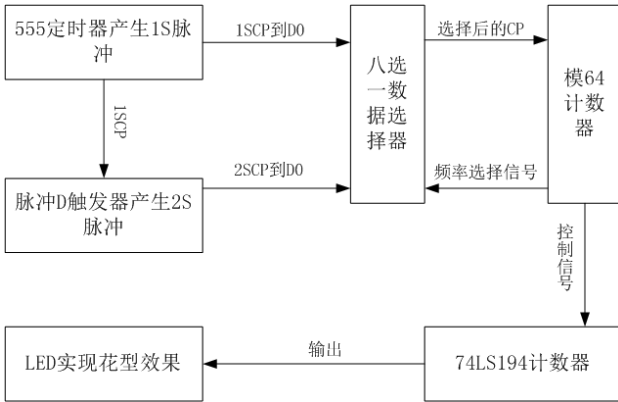 555定时器产生1S脉
冲
1SCP到D0
八选
一数
据选
择器
选择后的CP
模64
计数
器
1SCP
脉冲D触发器产生2S
脉冲
2SCP到D0
频率选择信号
控制信号
LED实现花型效果
输出
74LS194计数器